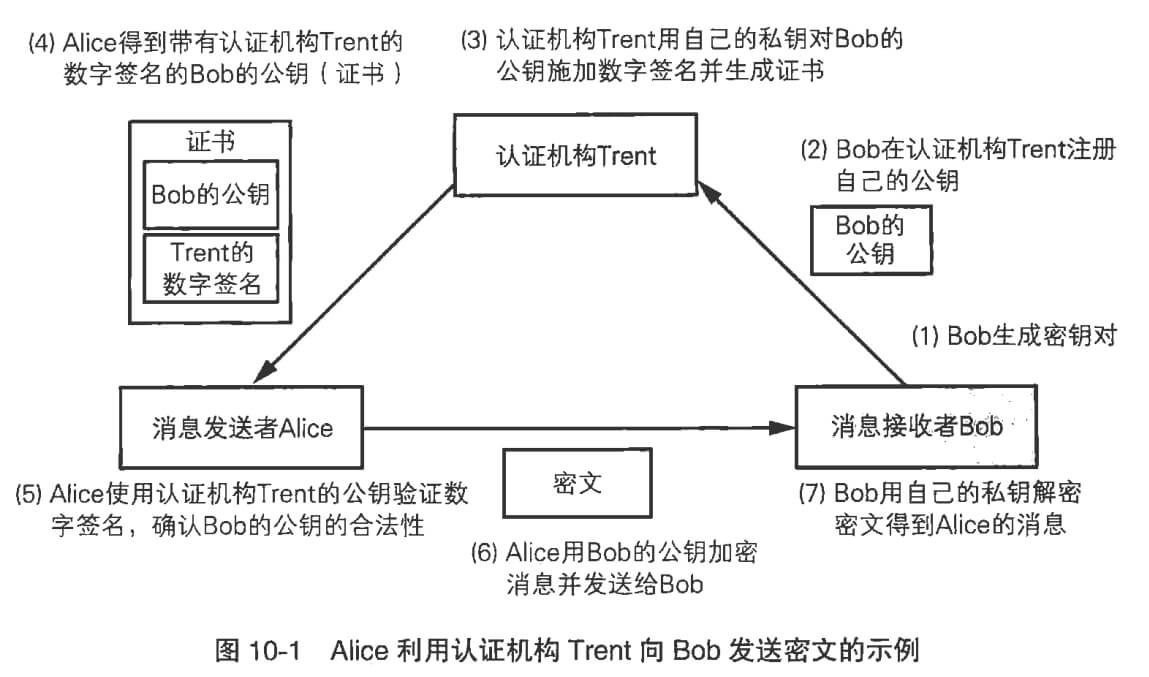 (4) Alice得到带有认证机构Trent的
数字签名的Bob的公钥（证书）
(3) 认证机构Trent用自己的私钥对Bob的
公钥施加数字签名并生成证书
证书
Bob的公钥
Trent的
数字签名
认证机构Trent
(2) Bob在认证机构Trent注册
自己的公钥
Bob的
公钥
(1) Bob生成密钥对
消息发送者Alice
消息接收者Bob
(5) Alice使用认证机构Trent的公钥验证数
字签名，确认Bob的公钥的合法性
密文
(6) Alice用Bob的公钥加密
消息并发送给Bob
(7) Bob用自己的私钥解密
密文得到Alice的消息
图 10-1 Alice 利用认证机构 Trent 向 Bob 发送密文的示例